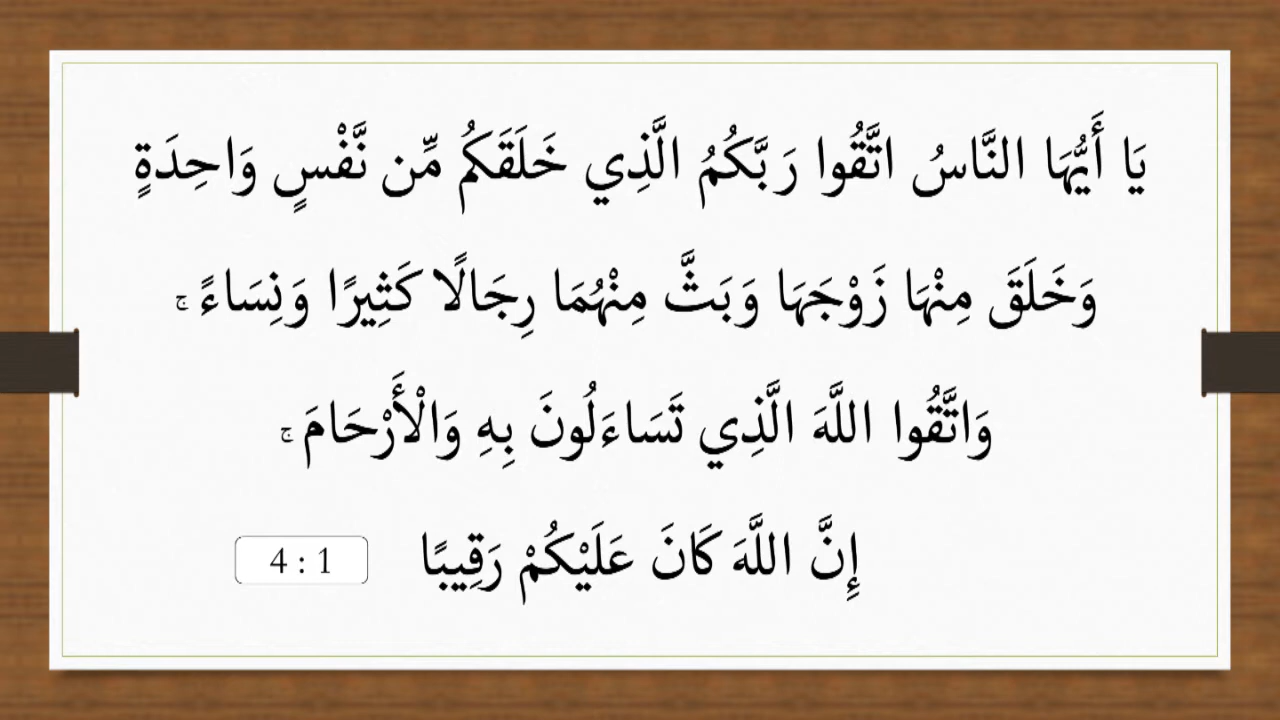 يَا أَيُّهَا النَّاسُ اتَّقُوا رَبَّكُمُ الَّذِي خَلَقَكُم مِّن نَّفْسٍ وَاحِدَةٍ
وَخَلَقَ مِنْهَا زَوْجَهَا وَبَثَّ مِنْهُمَا رِجَالًا كَثِيرًا وَنِسَاءً ۚ
وَاتَّقُوا اللَّهَ الَّذِي تَسَاءَلُونَ بِهِ وَالْأَرْحَامَ ۚ
إِنَّ اللَّهَ كَانَ عَلَيْكُمْ رَقِيبًا 4 : 1